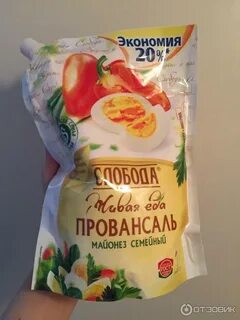 Экономия
20%*
СЛОБОДА®
Живая еда
ПРОВАНСАЛЬ
МАЙОНЕЗ СЕМЕЙНЫЙ
ОТЗОВИК